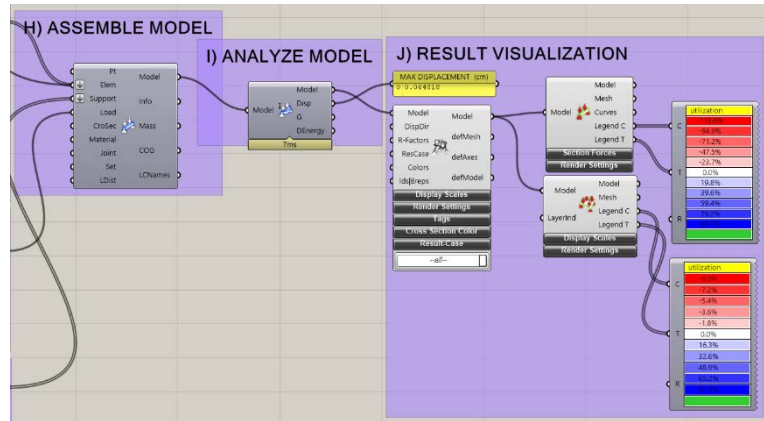 H) ASSEMBLE MODEL
Pt
Elem
Support
Load
CroSec
Material
Joint
Set
LDist
Model
Info
Mass
COG
LCNames
I) ANALYZE MODEL
Model
Model
Disp
G
DEnergy
7ms
J) RESULT VISUALIZATION
MAX DISPLACEMENT (cm)
0 0.064010
Model
DispDir
R-Factors
ResCase
Colors
Ids|Breps
Model
defMesh
defAxes
defModel
Display Scales
Render Settings
Tags
Cross Section Color
Result-Case
--all--
Model
Model
Mesh
Curves
Legend C
Legend T
Section Forces
Render Settings
Model
LayerInd
Model
Mesh
Legend C
Legend T
Display Scales
Render Settings
C
T
R
utilization
-94.9%
-71.2%
-47.5%
-23.7%
0.0%
19.8%
39.6%
59.4%
79.2%
C
T
R
utilization
-7.2%
-5.4%
-3.6%
-1.8%
0.0%
16.3%
32.6%
48.9%
65.2%